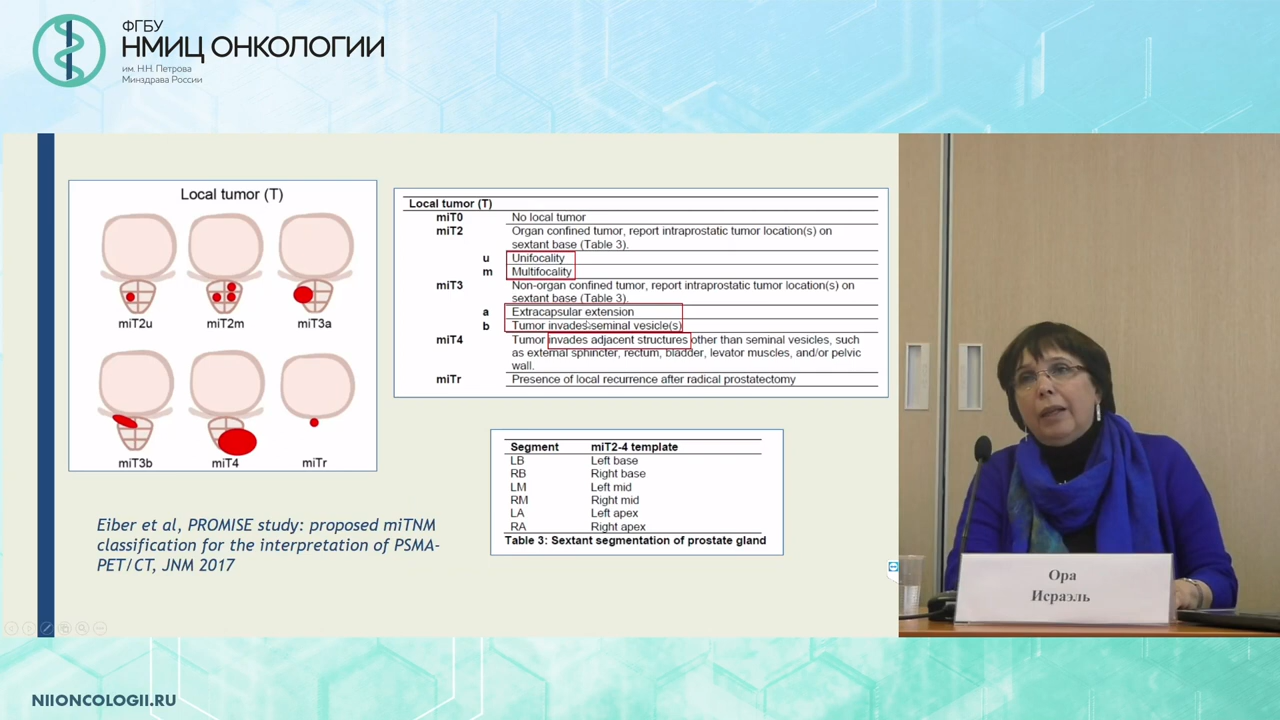 ФГБУ
НМИЦ ОНКОЛОГИИ
им. Н.Н. Петрова
Минздрава России
Local tumor (T)
miT2u
miT2m
miT3a
miT3b
miT4
miTr
Local tumor (T)
miT0 No local tumor
miT2 Organ confined tumor, report intraprostatic tumor location(s) on
sextant base (Table 3).
u Unifocality
m Multifocality
miT3 Non-organ confined tumor, report intraprostatic tumor location(s) on
sextant base (Table 3).
a Extracapsular extension
b Tumor invades seminal vesicle(s)
miT4 Tumor invades adjacent structures other than seminal vesicles, such
as external sphincter, rectum, bladder, levator muscles, and/or pelvic
wall.
miTr Presence of local recurrence after radical prostatectomy
Segment miT2-4 template
LB Left base
RB Right base
LM Left mid
RM Right mid
LA Left apex
RA Right apex
Table 3: Sextant segmentation of prostate gland
Eiber et al, PROMISE study: proposed miTNM
classification for the interpretation of PSMA-
PET/CT, JNM 2017
Ора
Исраэль
NIIONCOLOGII.RU